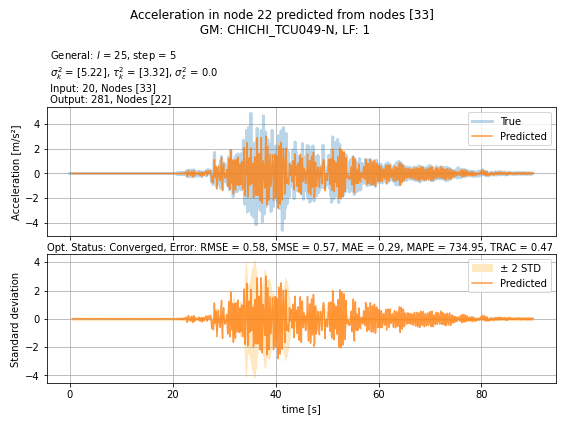 Acceleration in node 22 predicted from nodes [33]
GM: CHICHI_TCU049-N, LF: 1
General: l = 25, step = 5
σ²ₖ = [5.22], τ²ₖ = [3.32], σ²ₑ = 0.0
Input: 20, Nodes [33]
Output: 281, Nodes [22]
Acceleration [m/s²]
4
2
0
−2
−4
True
Predicted
Opt. Status: Converged, Error: RMSE = 0.58, SMSE = 0.57, MAE = 0.29, MAPE = 734.95, TRAC = 0.47
Standard deviation
4
2
0
−2
−4
± 2 STD
Predicted
0 20 40 60 80
time [s]